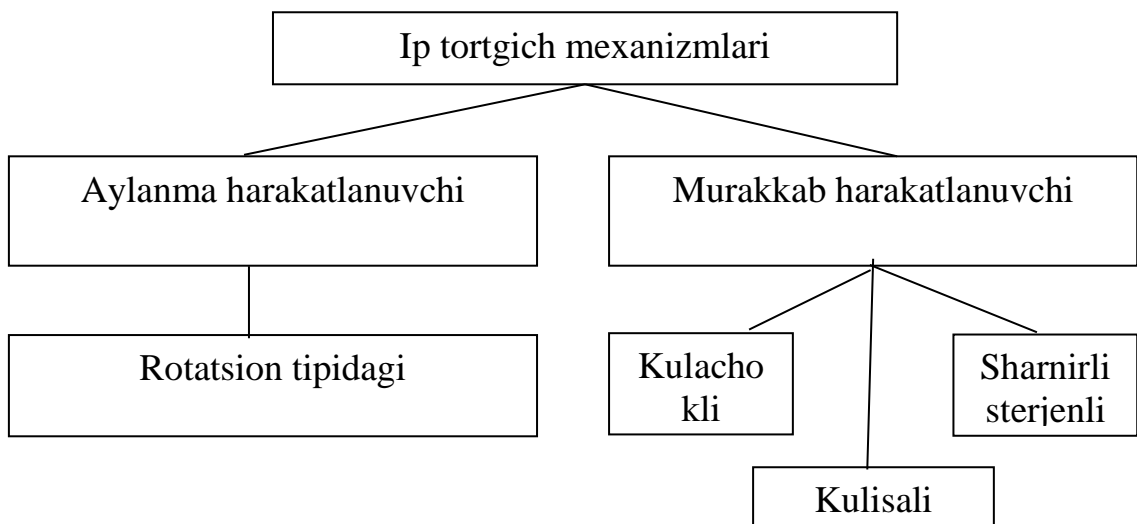 Ip tortgich mexanizmlari
Aylanma harakatlanuvchi
Murakkab harakatlanuvchi
Rotatsion tipidagi
Kulacho
kli
Sharnirli
sterjenli
Kulisali